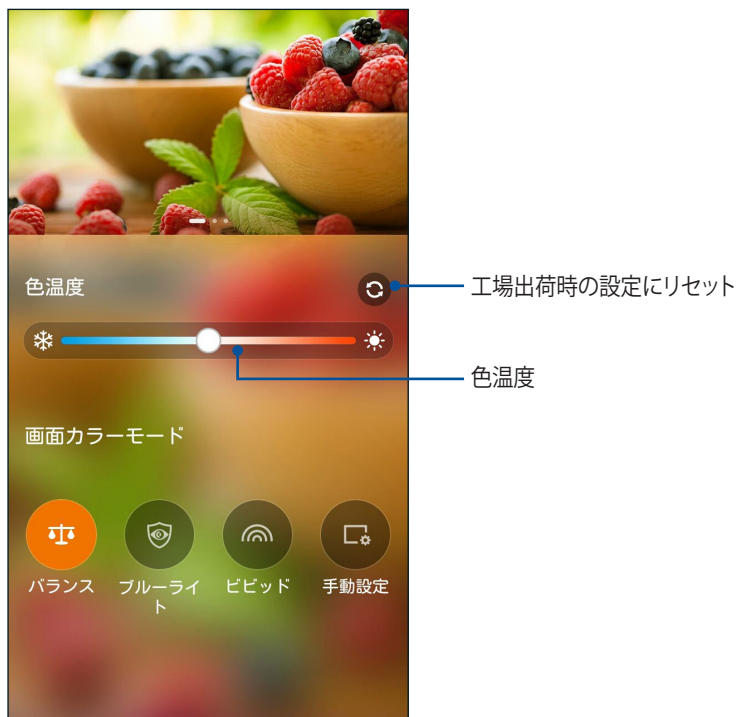 色温度
工場出荷時の設定にリセット
色温度
画面カラーモード
バランス
ブルーライ
ト
ビビッド
手動設定